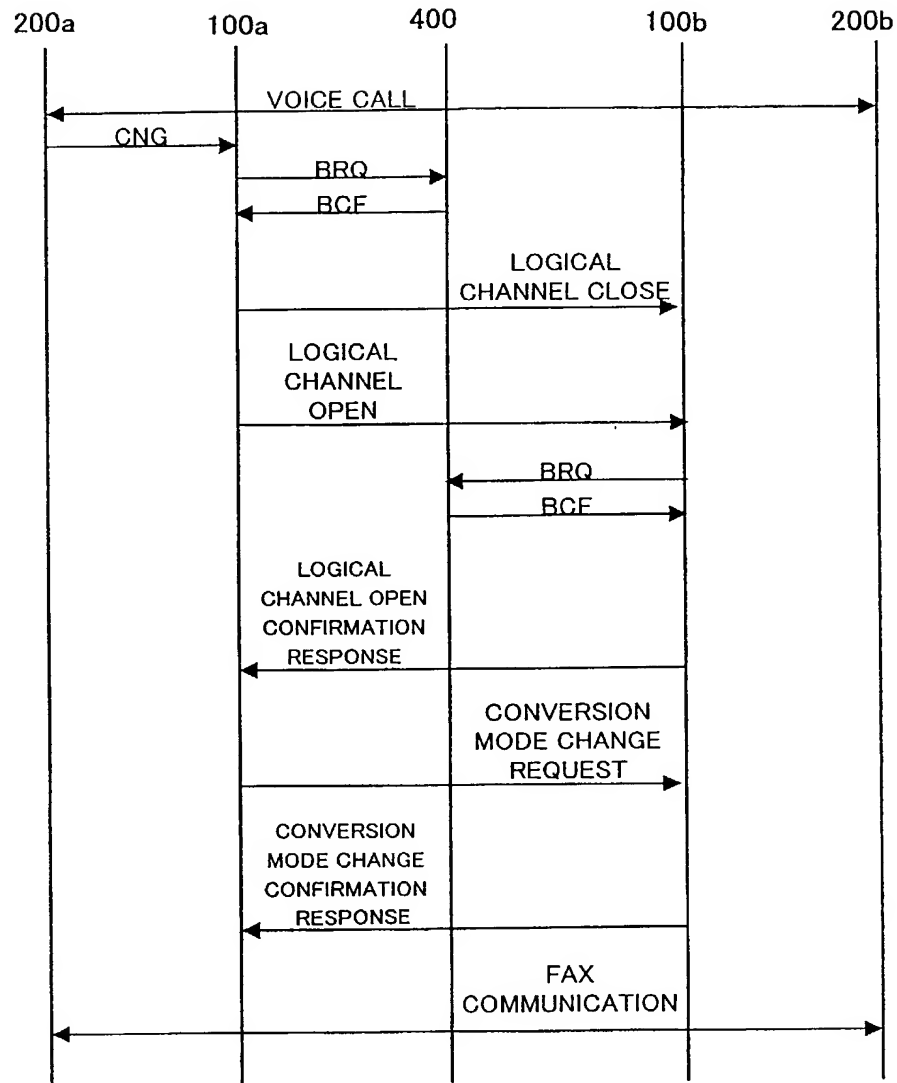 200a 100a 400 100b 200b
VOICE CALL
CNG
BRQ
BCF
LOGICAL
CHANNEL CLOSE
LOGICAL
CHANNEL
OPEN
BRQ
BCF
LOGICAL
CHANNEL OPEN
CONFIRMATION
RESPONSE
CONVERSION
MODE CHANGE
REQUEST
CONVERSION
MODE CHANGE
CONFIRMATION
RESPONSE
FAX
COMMUNICATION